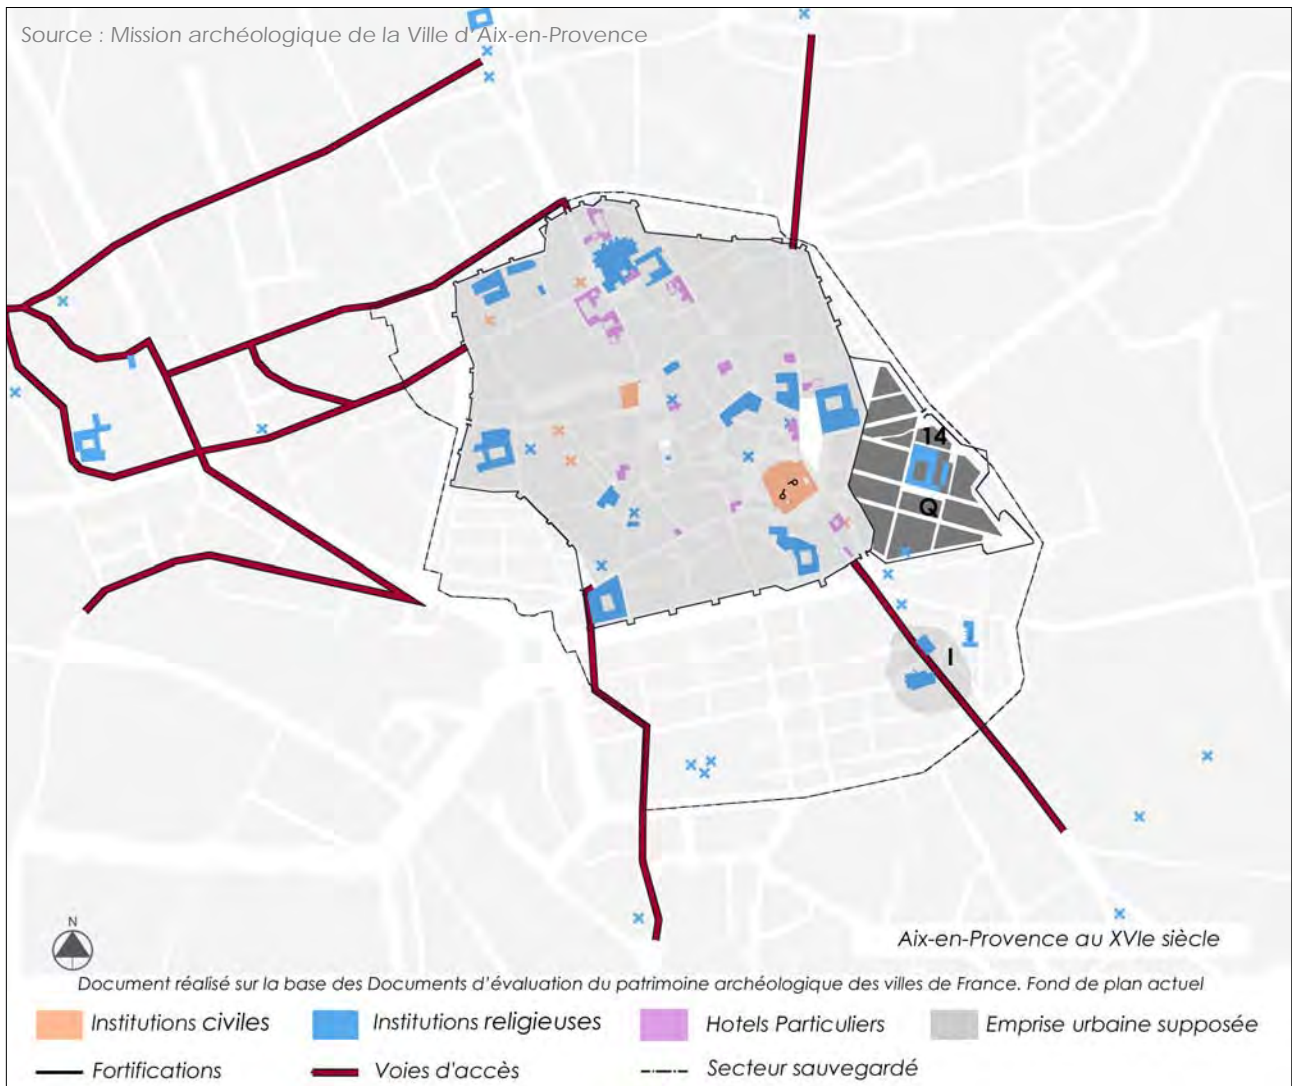 Source : Mission archéologique de la Ville d'Aix-en-Provence
14
Q
I
N
Aix-en-Provence au XVIe siècle
Document réalisé sur la base des Documents d'évaluation du patrimoine archéologique des villes de France. Fond de plan actuel
Institutions civiles
Institutions religieuses
Hotels Particuliers
Emprise urbaine supposée
Fortifications
Voies d'accès
Secteur sauvegardé